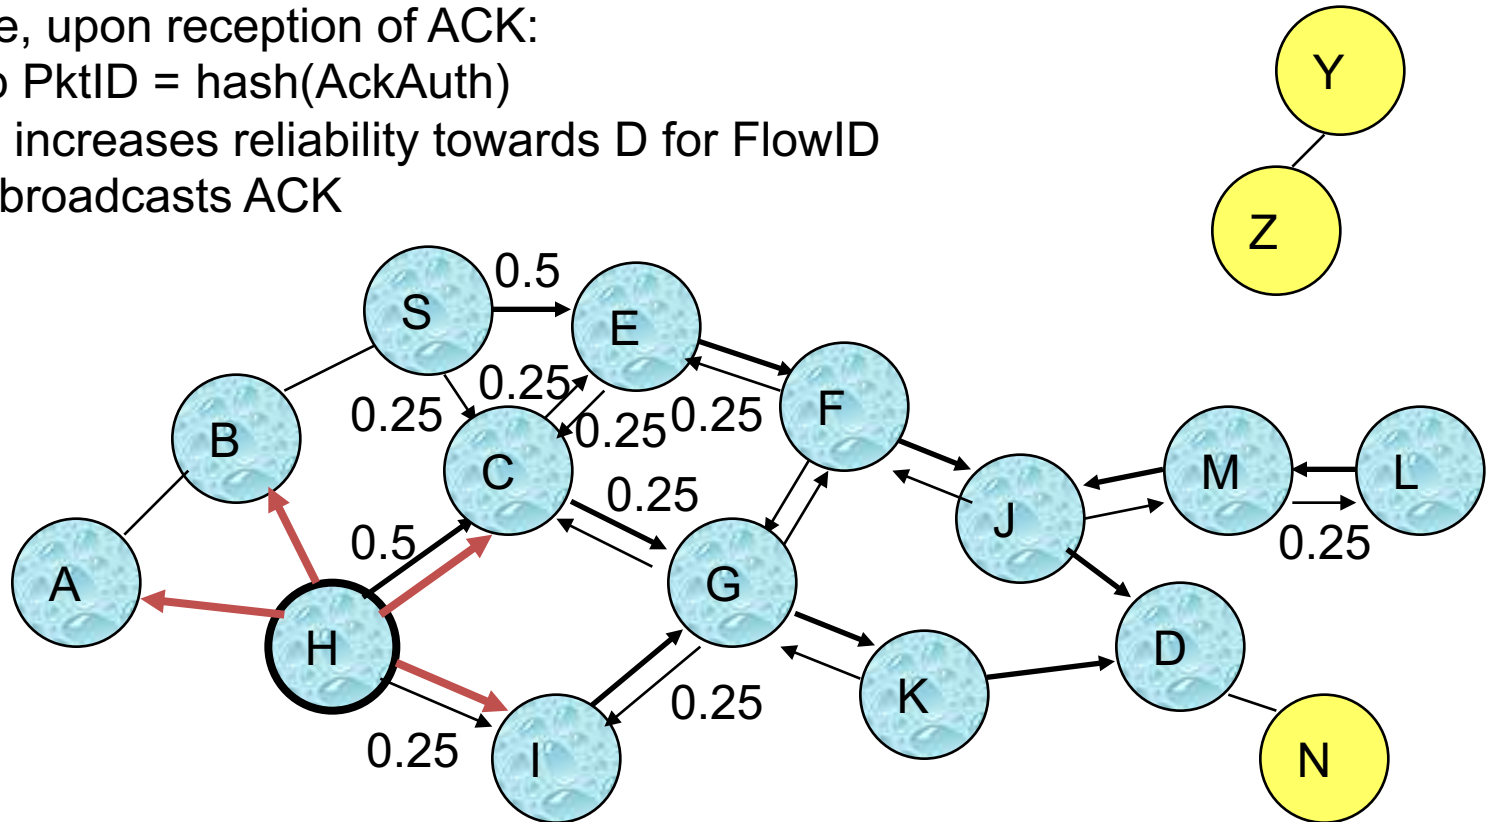 e, upon reception of ACK:
o PktID = hash(AckAuth)
increases reliability towards D for FlowID
broadcasts ACK
Y
Z
S
0.5
E
0.25
0.25
0.25
0.25
F
B
C
M
L
0.25
J
0.25
0.5
A
G
H
D
K
0.25
0.25
I
N